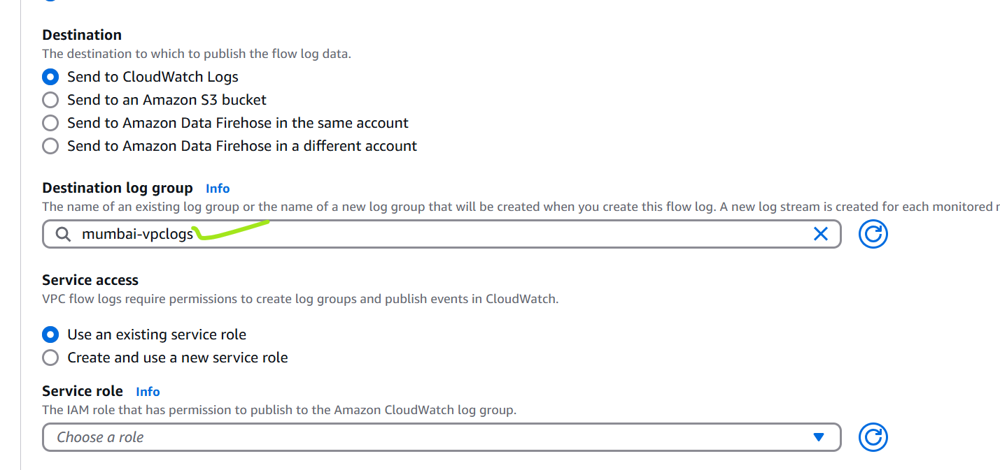 Destination
The destination to which to publish the flow log data.
Send to CloudWatch Logs
Send to an Amazon S3 bucket
Send to Amazon Data Firehose in the same account
Send to Amazon Data Firehose in a different account
Destination log group Info
The name of an existing log group or the name of a new log group that will be created when you create this flow log. A new log stream is created for each monitored
mumbai-vpclogs
Service access
VPC flow logs require permissions to create log groups and publish events in CloudWatch.
Use an existing service role
Create and use a new service role
Service role Info
The IAM role that has permission to publish to the Amazon CloudWatch log group.
Choose a role